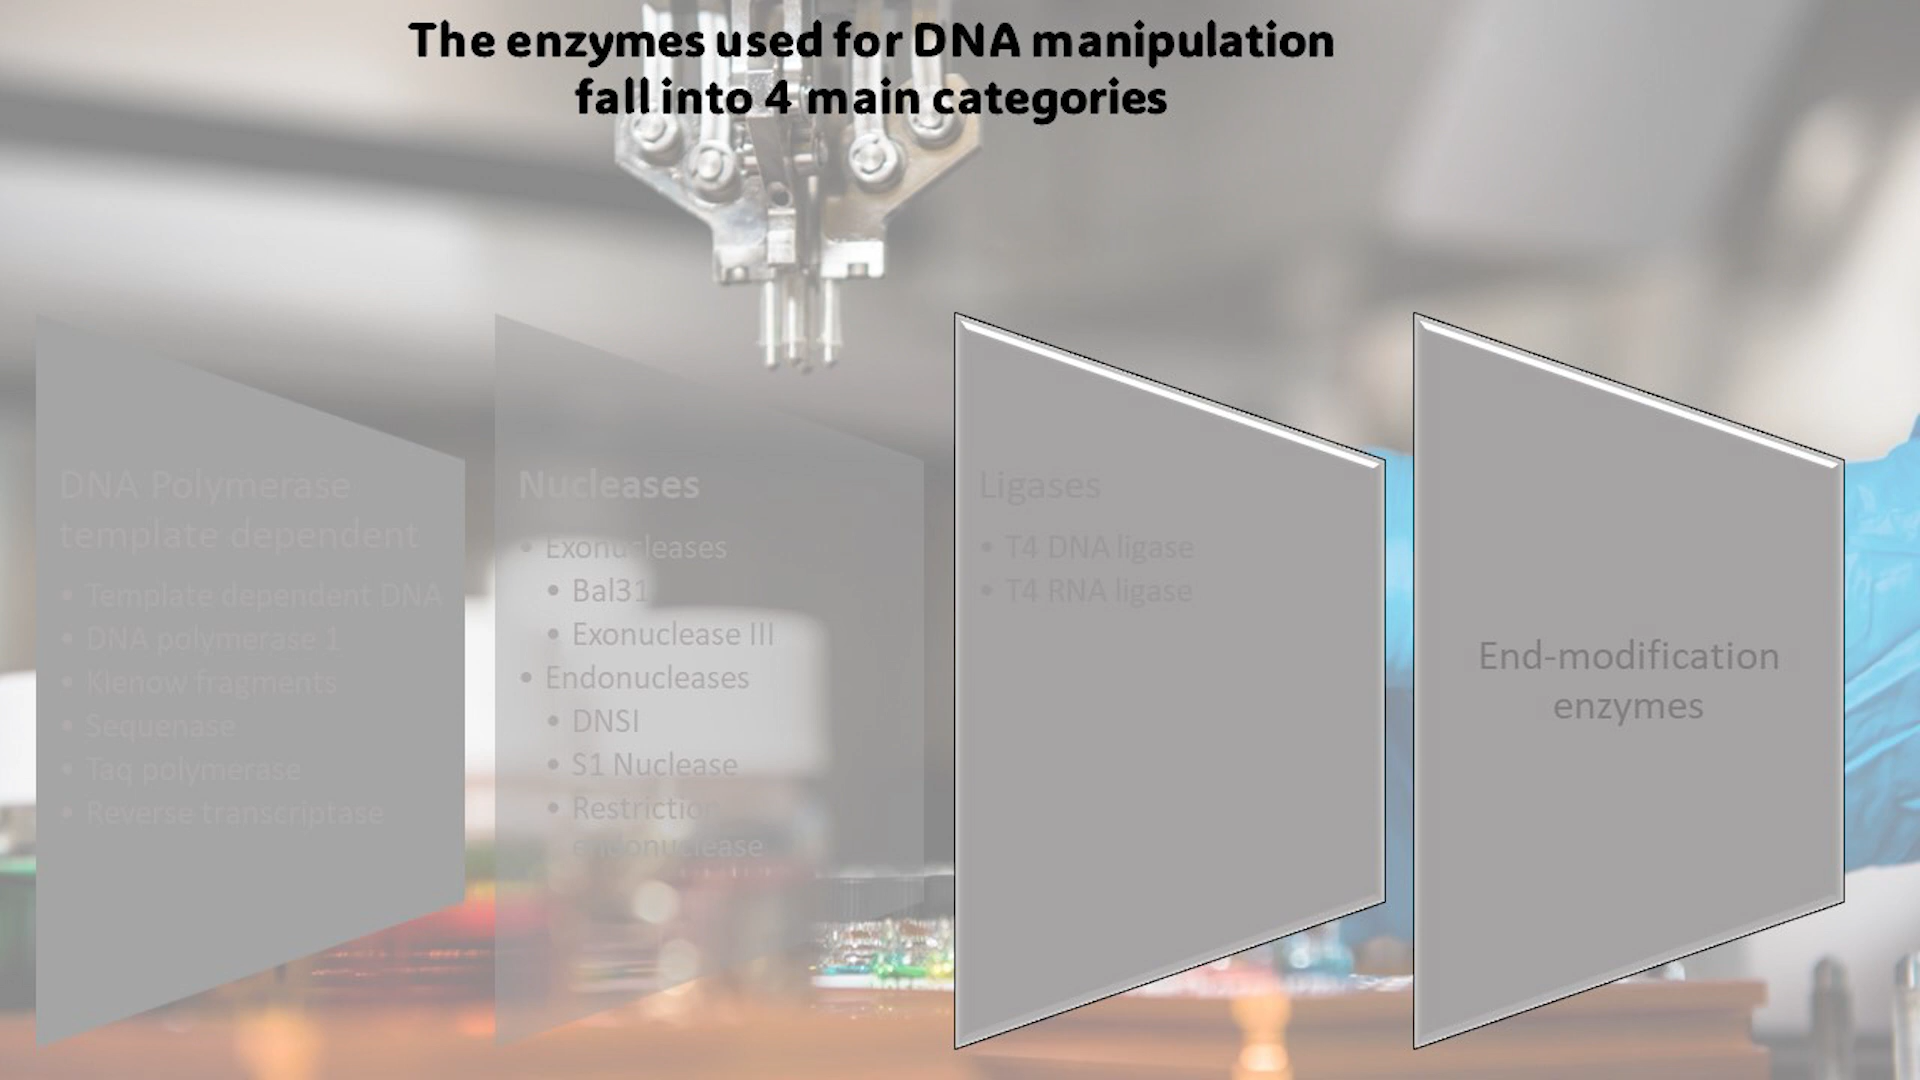 The enzymes used for DNA manipulation
fall into 4 main categories
DNA Polymerase
template dependent
• Template dependent DNA
• DNA polymerase 1
• Klenow fragments
• Sequenase
• Taq polymerase
• Reverse transcriptase
Nucleases
• Exonucleases
• Bal31
• Exonuclease III
• Endonucleases
• DNSI
• S1 Nuclease
• Restriction
endonuclease
Ligases
• T4 DNA ligase
• T4 RNA ligase
End-modification
enzymes